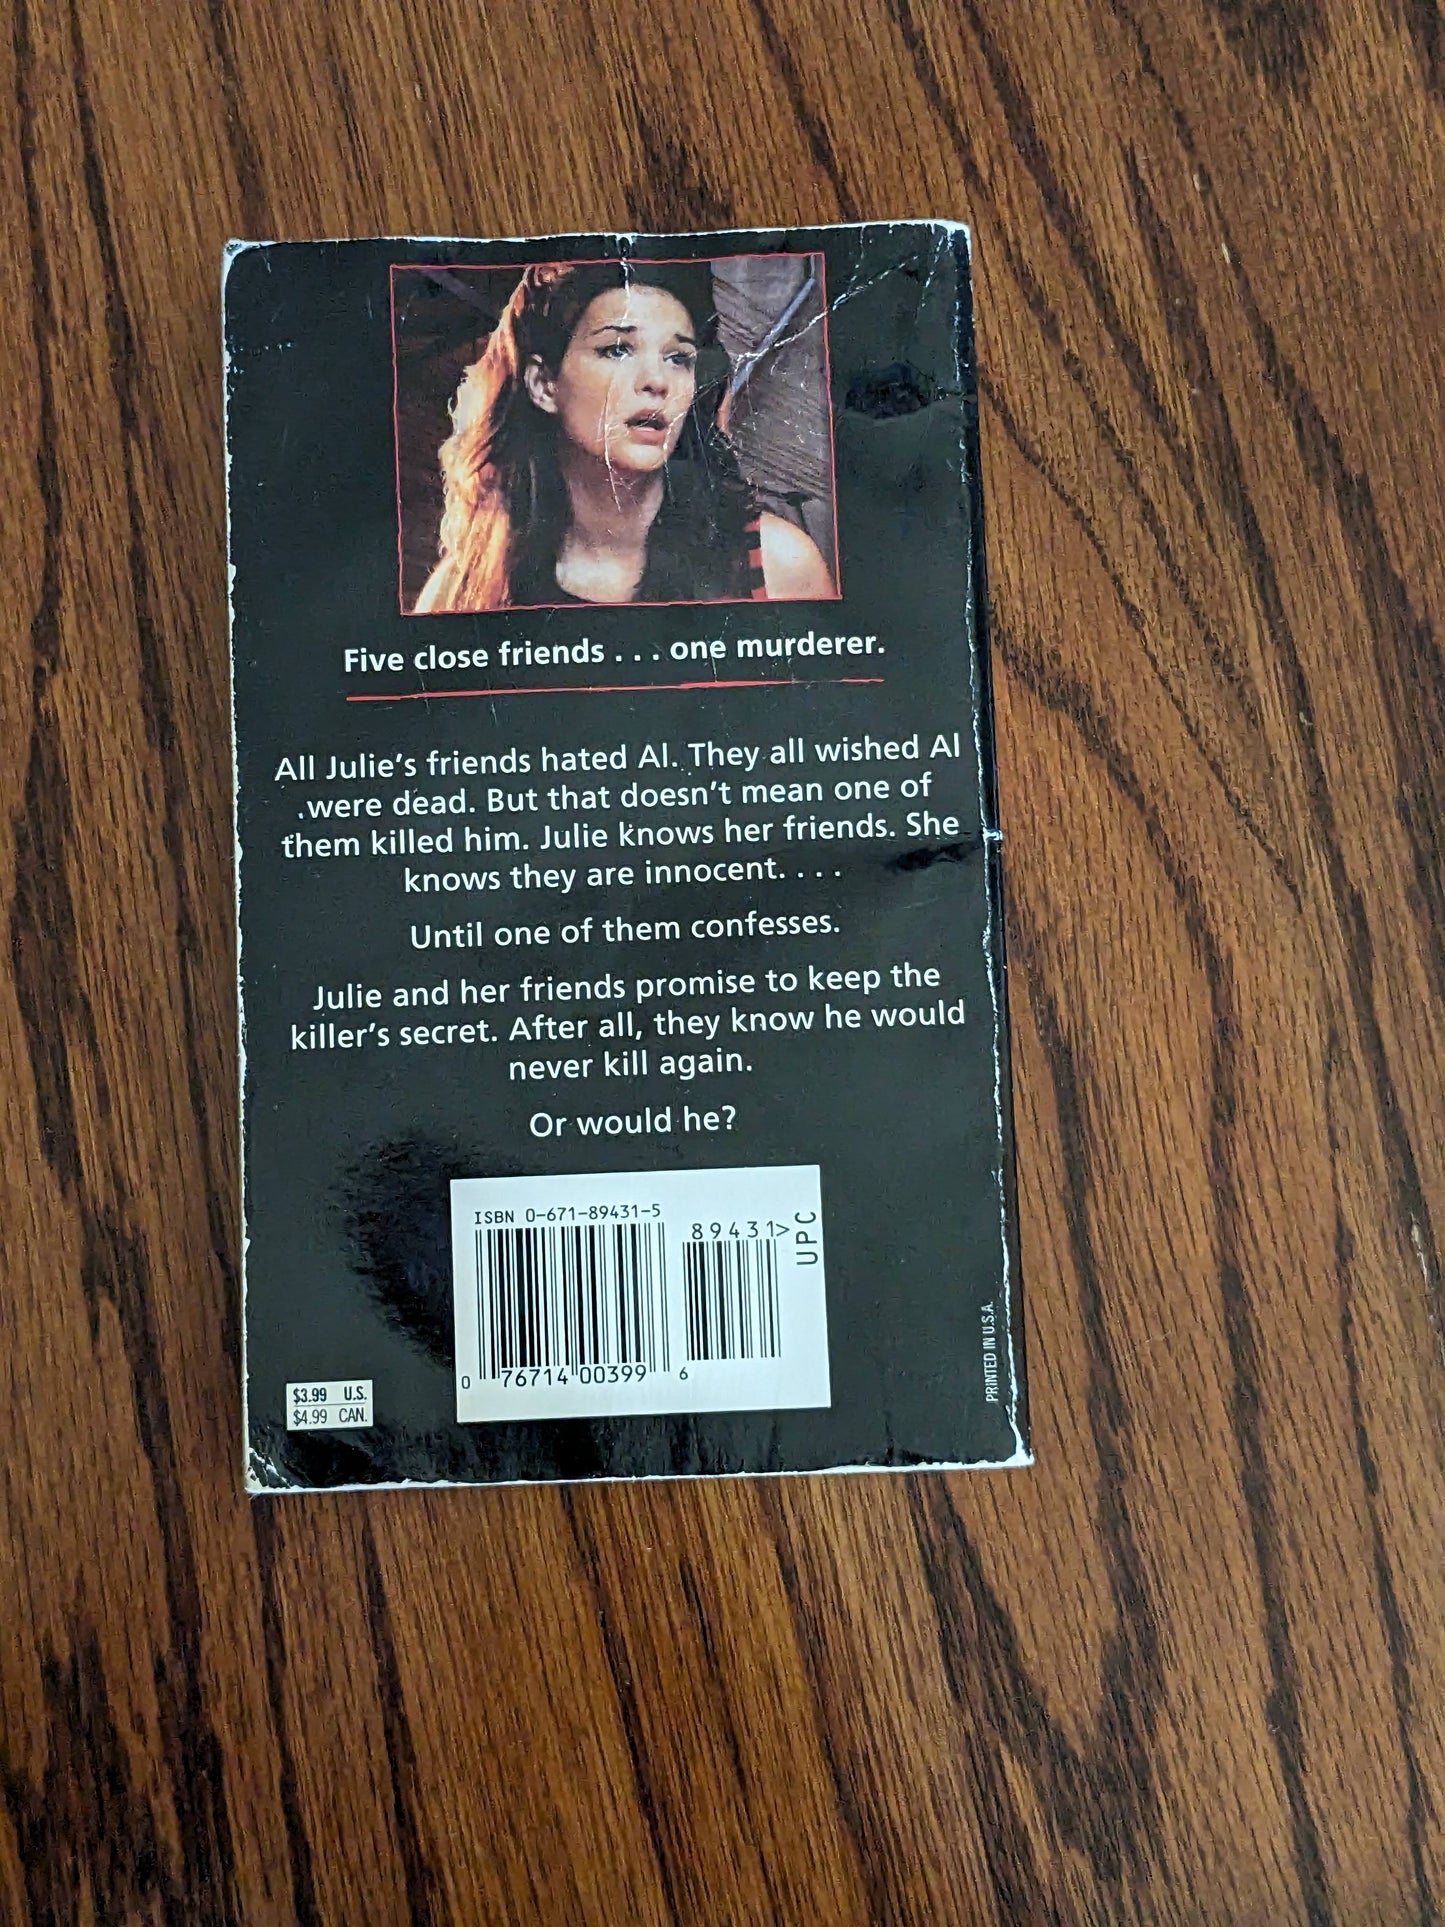 Five close friends . . . one murderer.
All Julie's friends hated Al. They all wished Al
were dead. But that doesn't mean one of
them killed him. Julie knows her friends. She
knows they are innocent. . . .
Until one of them confesses.
Julie and her friends promise to keep the
killer's secret. After all, they know he would
never kill again.
Or would he?
ISBN 0-671-89431-5
89431>
UPC
0 76714 00399 6
$3.99 U.S.
$4.99 CAN.
PRINTED IN U.S.A.